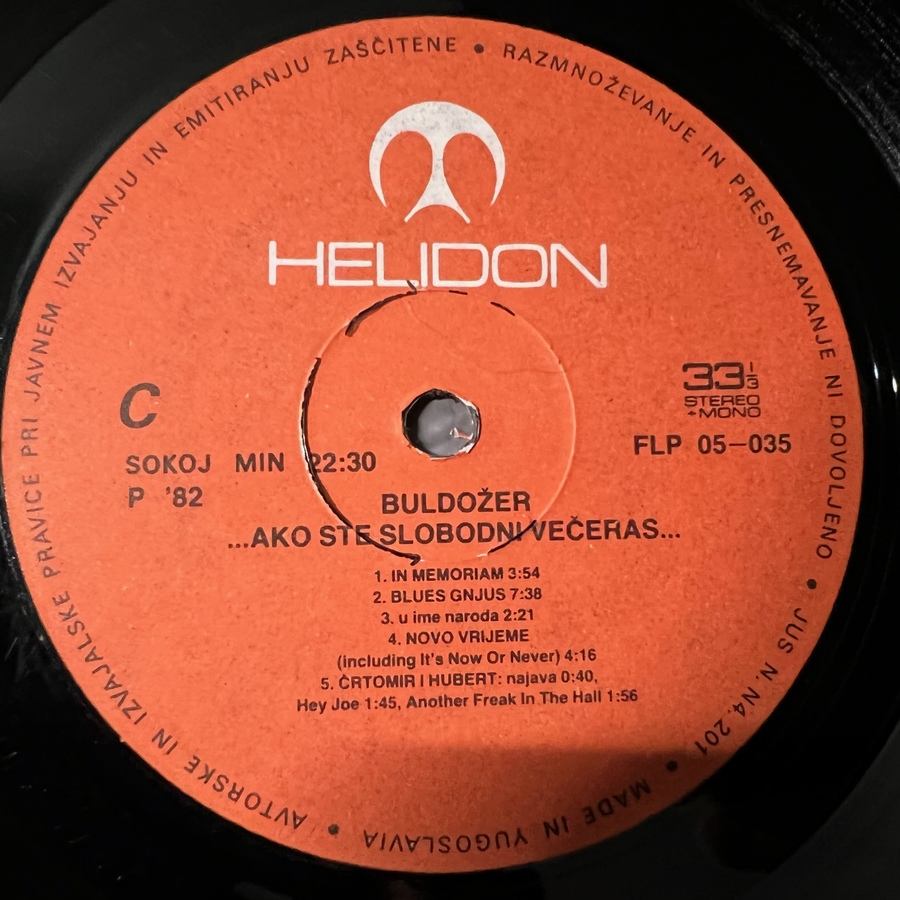 AVTORSKE IN IZVAJALSKE PRAVICE PRI JAVNEM IZVAJANJU IN EMITIRANJU ZAŠČITENE • RAZMNOŽEVANJE IN PRESNEMAVANJE NI DOVOLJENO • JUS N.N4.201 • MADE IN YUGOSLAVIA •
HELIDON
C
33 1/3
STEREO
+MONO
SOKOJ MIN 22:30
FLP 05-035
P '82
BULDOŽER
...AKO STE SLOBODNI VEČERAS...
1. IN MEMORIAM 3:54
2. BLUES GNJUS 7:38
3. u ime naroda 2:21
4. NOVO VRIJEME
(including It's Now Or Never) 4:16
5. ČRTOMIR I HUBERT: najava 0:40,
Hey Joe 1:45, Another Freak In The Hall 1:56